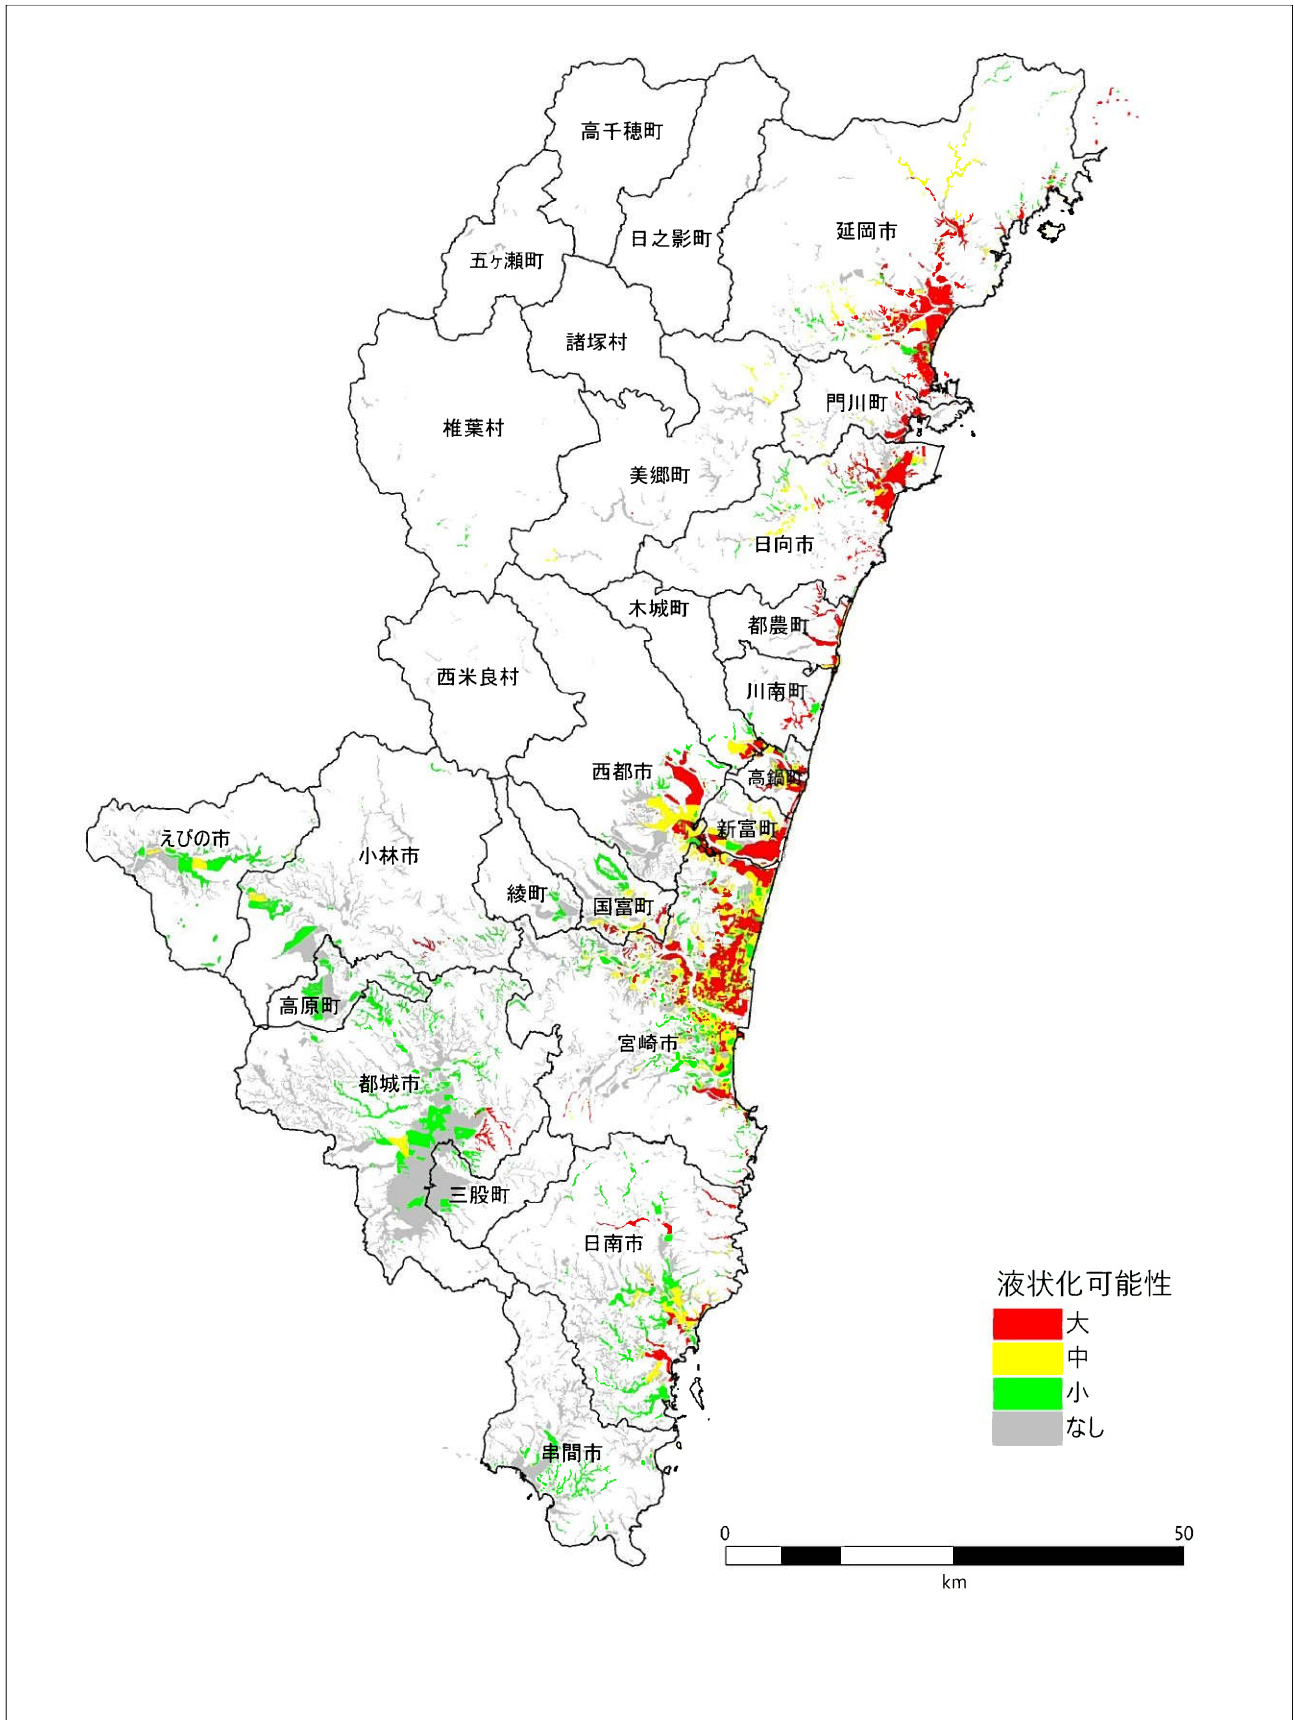 高千穂町
日之影町
延岡市
五ヶ瀬町
諸塚村
門川町
椎葉村
美郷町
日向市
木城町
都農町
西米良村
川南町
西都市
高鍋町
新富町
えびの市
小林市
綾町
国富町
高原町
宮崎市
都城市
三股町
日南市
串間市
液状化可能性
大
中
小
なし
0 50
km